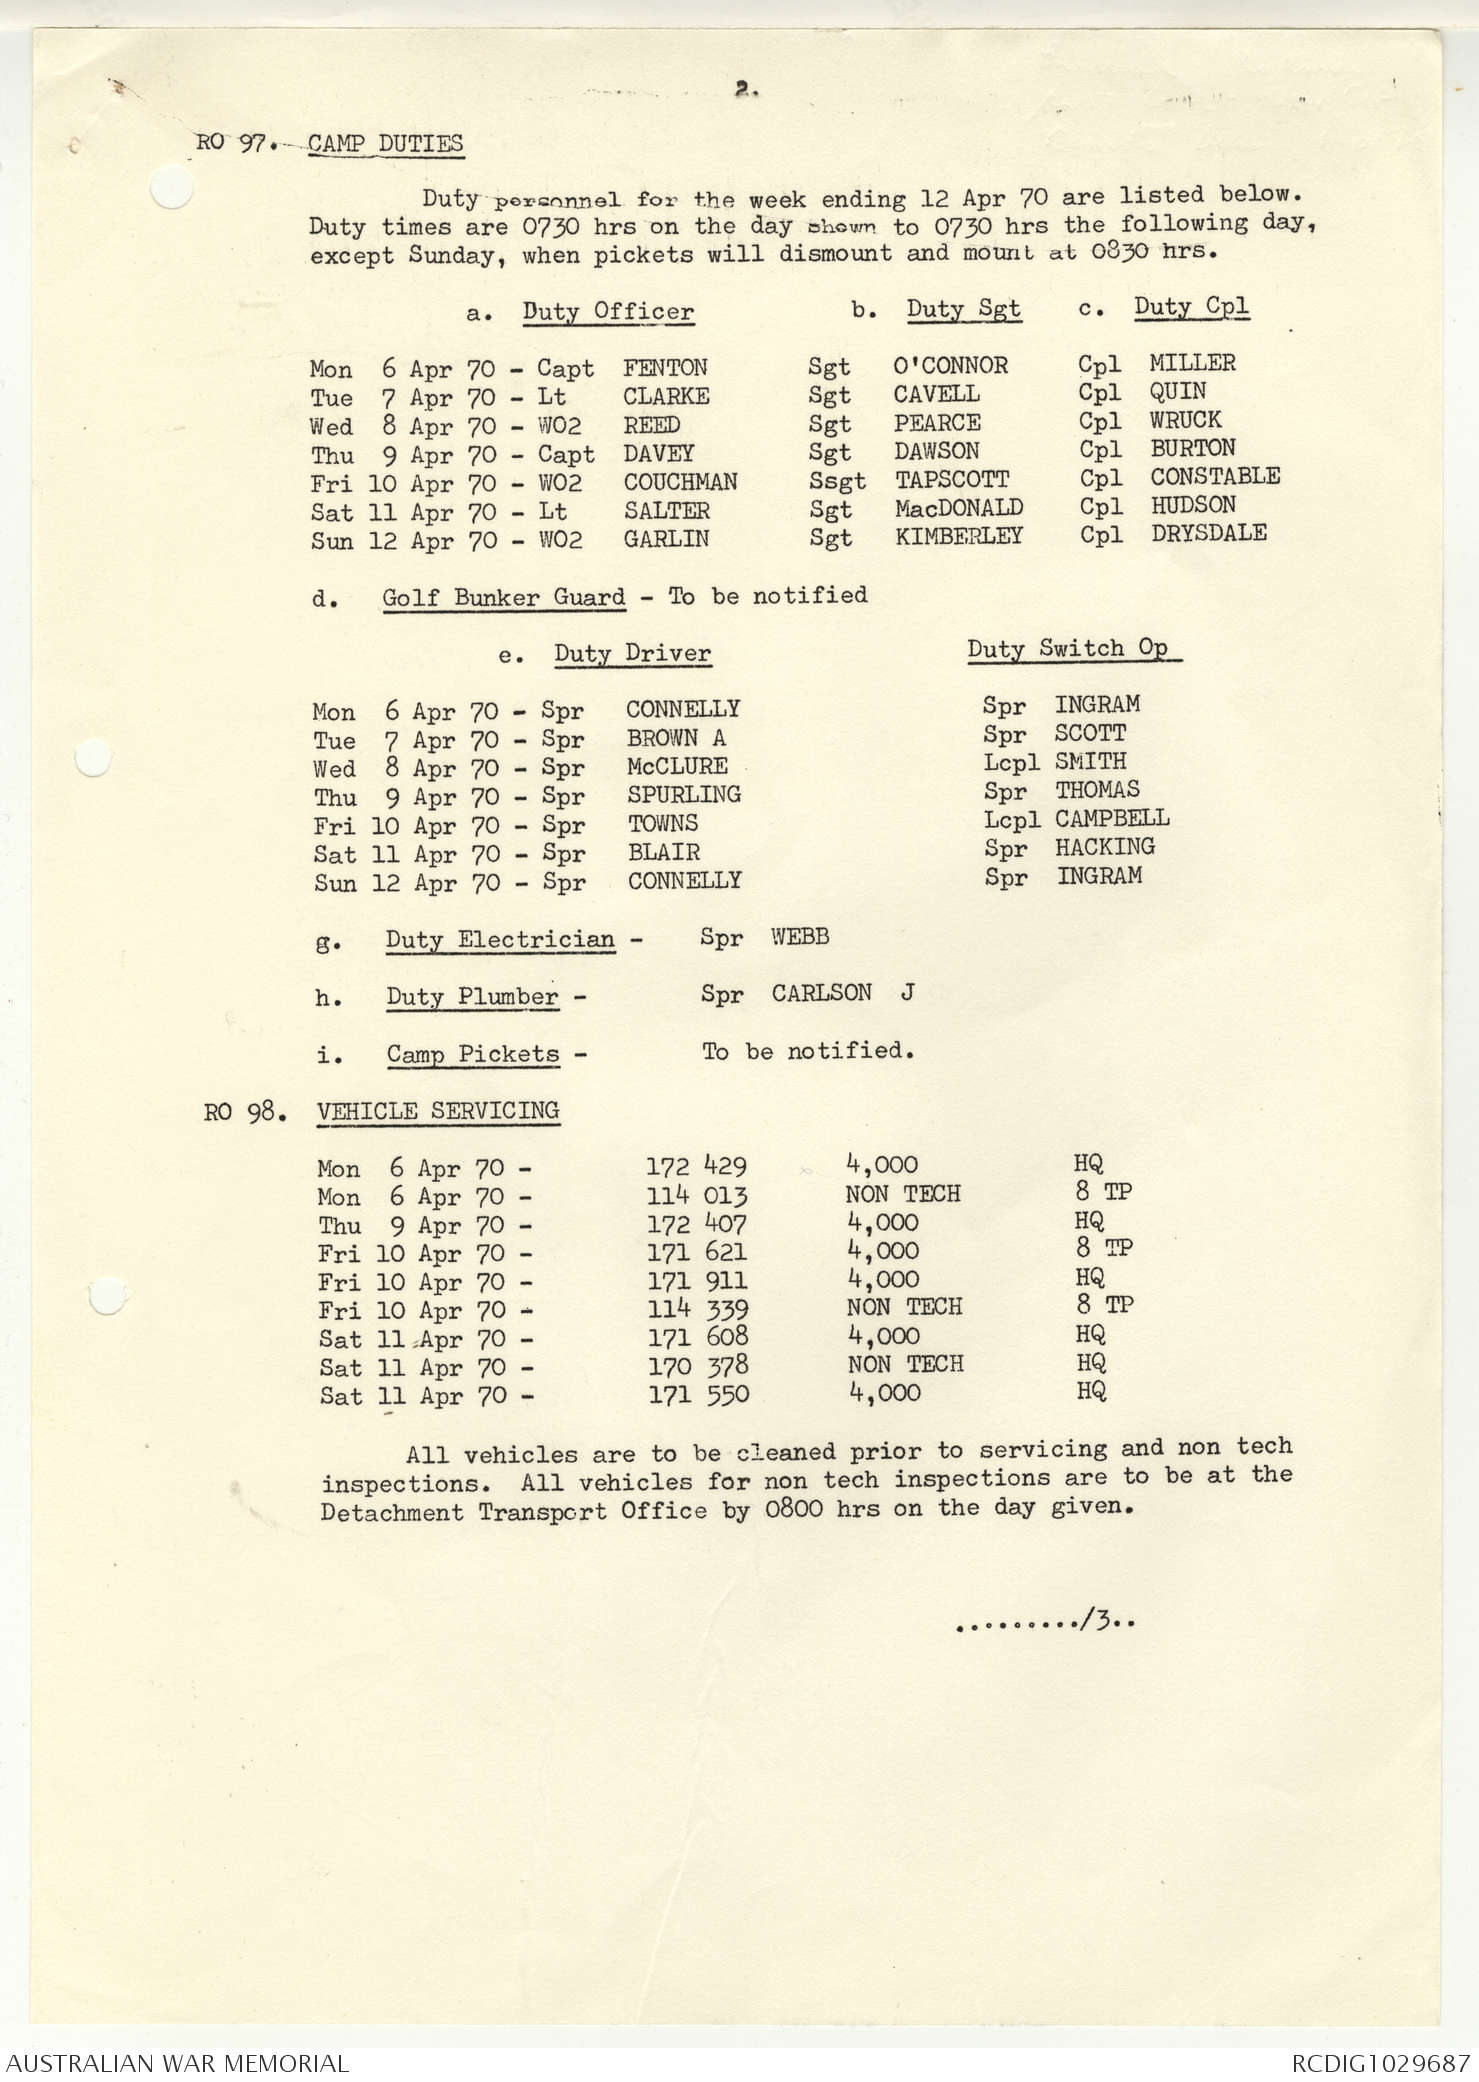 2.
RO 97. CAMP DUTIES
Duty personnel for the week ending 12 Apr 70 are listed below.
Duty times are 0730 hrs on the day shown to 0730 hrs the following day,
except Sunday, when pickets will dismount and mount at 0830 hrs.
a. Duty Officer b. Duty Sgt c. Duty Cpl
Mon 6 Apr 70 - Capt FENTON Sgt O'CONNOR Cpl MILLER
Tue 7 Apr 70 - Lt CLARKE Sgt CAVELL Cpl QUIN
Wed 8 Apr 70 - WO2 REED Sgt PEARCE Cpl WRUCK
Thu 9 Apr 70 - Capt DAVEY Sgt DAWSON Cpl BURTON
Fri 10 Apr 70 - WO2 COUCHMAN Ssgt TAPSCOTT Cpl CONSTABLE
Sat 11 Apr 70 - Lt SALTER Sgt MacDONALD Cpl HUDSON
Sun 12 Apr 70 - WO2 GARLIN Sgt KIMBERLEY Cpl DRYSDALE
d. Golf Bunker Guard - To be notified
e. Duty Driver Duty Switch Op
Mon 6 Apr 70 - Spr CONNELLY Spr INGRAM
Tue 7 Apr 70 - Spr BROWN A Spr SCOTT
Wed 8 Apr 70 - Spr McCLURE Lcpl SMITH
Thu 9 Apr 70 - Spr SPURLING Spr THOMAS
Fri 10 Apr 70 - Spr TOWNS Lcpl CAMPBELL
Sat 11 Apr 70 - Spr BLAIR Spr HACKING
Sun 12 Apr 70 - Spr CONNELLY Spr INGRAM
g. Duty Electrician - Spr WEBB
h. Duty Plumber - Spr CARLSON J
i. Camp Pickets - To be notified.
RO 98. VEHICLE SERVICING
Mon 6 Apr 70 - 172 429 4,000 HQ
Mon 6 Apr 70 - 114 013 NON TECH 8 TP
Thu 9 Apr 70 - 172 407 4,000 HQ
Fri 10 Apr 70 - 171 621 4,000 8 TP
Fri 10 Apr 70 - 171 911 4,000 HQ
Fri 10 Apr 70 - 114 339 NON TECH 8 TP
Sat 11 Apr 70 - 171 608 4,000 HQ
Sat 11 Apr 70 - 170 378 NON TECH HQ
Sat 11 Apr 70 - 171 550 4,000 HQ
All vehicles are to be cleaned prior to servicing and non tech
inspections. All vehicles for non tech inspections are to be at the
Detachment Transport Office by 0800 hrs on the day given.
........./3..
AUSTRALIAN WAR MEMORIAL RCDIG1029687